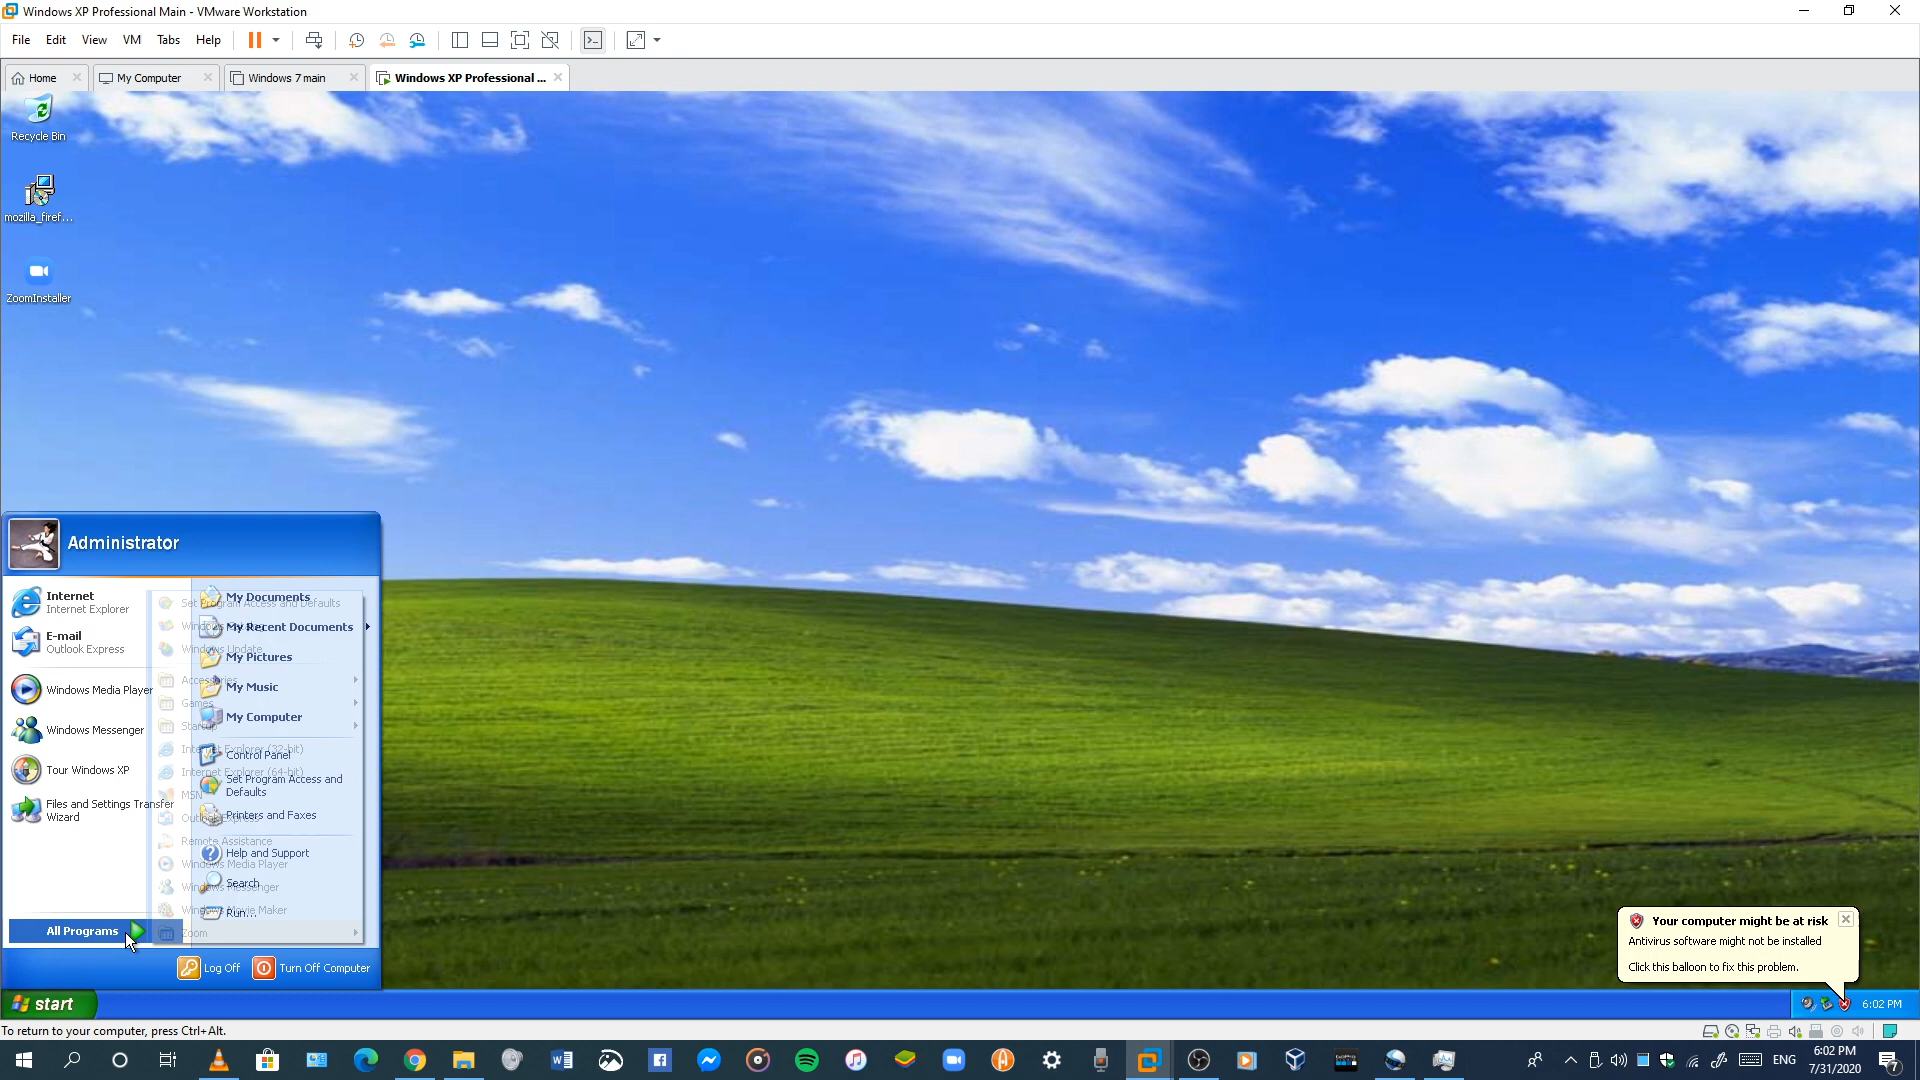 Windows XP Professional Main - VMware Workstation
File Edit View VM Tabs Help
Home
My Computer
Windows 7 main
Windows XP Professional ...
Recycle Bin
mozilla_firef...
ZoomInstaller
Administrator
Internet
Internet Explorer
E-mail
Outlook Express
Windows Media Player
Windows Messenger
Tour Windows XP
Files and Settings Transfer
Wizard
All Programs
My Documents
My Recent Documents
My Pictures
My Music
My Computer
Control Panel
Set Program Access and
Defaults
Printers and Faxes
Help and Support
Search
Run...
Set Program Access and Defaults
Windows Update
Accessories
Games
Startup
Internet Explorer (32-bit)
Internet Explorer (64-bit)
MSN
Outlook Express
Remote Assistance
Windows Media Player
Windows Messenger
Windows Movie Maker
Zoom
Log Off
Turn Off Computer
Your computer might be at risk
Antivirus software might not be installed
Click this balloon to fix this problem.
start
6:02 PM
To return to your computer, press Ctrl+Alt.
ENG
6:02 PM
7/31/2020
7